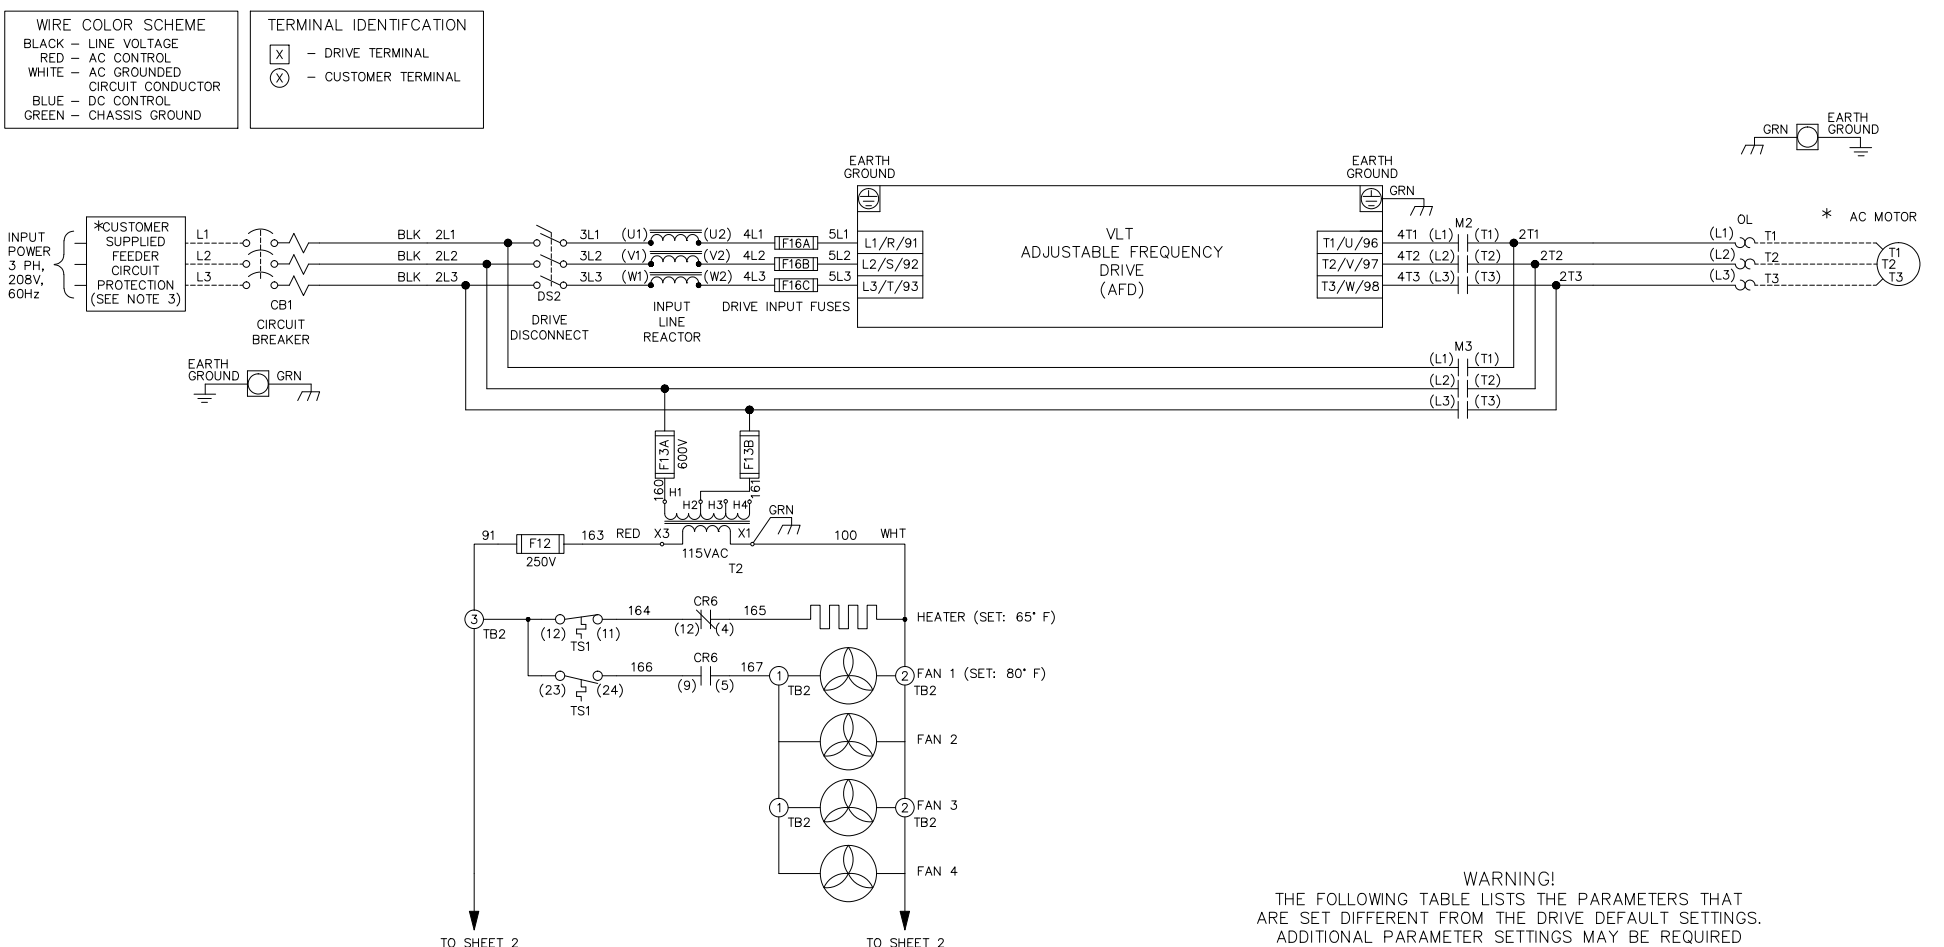 WIRE COLOR SCHEME
BLACK – LINE VOLTAGE
RED – AC CONTROL
WHITE – AC GROUNDED
CIRCUIT CONDUCTOR
BLUE – DC CONTROL
GREEN – CHASSIS GROUND
TERMINAL IDENTIFCATION
X – DRIVE TERMINAL
X – CUSTOMER TERMINAL
GRN
EARTH
GROUND
INPUT
POWER
3 PH,
208V,
60Hz
*CUSTOMER
SUPPLIED
FEEDER
CIRCUIT
PROTECTION
(SEE NOTE 3)
L1
L2
L3
CB1
CIRCUIT
BREAKER
BLK 2L1
BLK 2L2
BLK 2L3
DS2
DRIVE
DISCONNECT
3L1 (U1) (U2) 4L1 F16A 5L1
3L2 (V1) (V2) 4L2 F16B 5L2
3L3 (W1) (W2) 4L3 F16C 5L3
INPUT
LINE
REACTOR
DRIVE INPUT FUSES
EARTH
GROUND
L1/R/91
L2/S/92
L3/T/93
VLT
ADJUSTABLE FREQUENCY
DRIVE
(AFD)
EARTH
GROUND
GRN
T1/U/96
T2/V/97
T3/W/98
M2
4T1 (L1) (T1) 2T1
4T2 (L2) (T2) 2T2
4T3 (L3) (T3) 2T3
OL
(L1) T1
(L2) T2
(L3) T3
* AC MOTOR
T1
T2
T3
M3
(L1) (T1)
(L2) (T2)
(L3) (T3)
EARTH
GROUND
GRN
F13A
600V
F13B
160
161
H1
H2 H3 H4
GRN
91 F12 163 RED X3 X1 100 WHT
250V
115VAC
T2
3
TB2
(12) (11)
TS1
164
CR6
(12) (4)
165
HEATER (SET: 65° F)
(23) (24)
TS1
166
CR6
(9) (5)
167
1
TB2
2
TB2
FAN 1 (SET: 80° F)
FAN 2
1
TB2
2
TB2
FAN 3
FAN 4
TO SHEET 2
TO SHEET 2
WARNING!
THE FOLLOWING TABLE LISTS THE PARAMETERS THAT
ARE SET DIFFERENT FROM THE DRIVE DEFAULT SETTINGS.
ADDITIONAL PARAMETER SETTINGS MAY BE REQUIRED